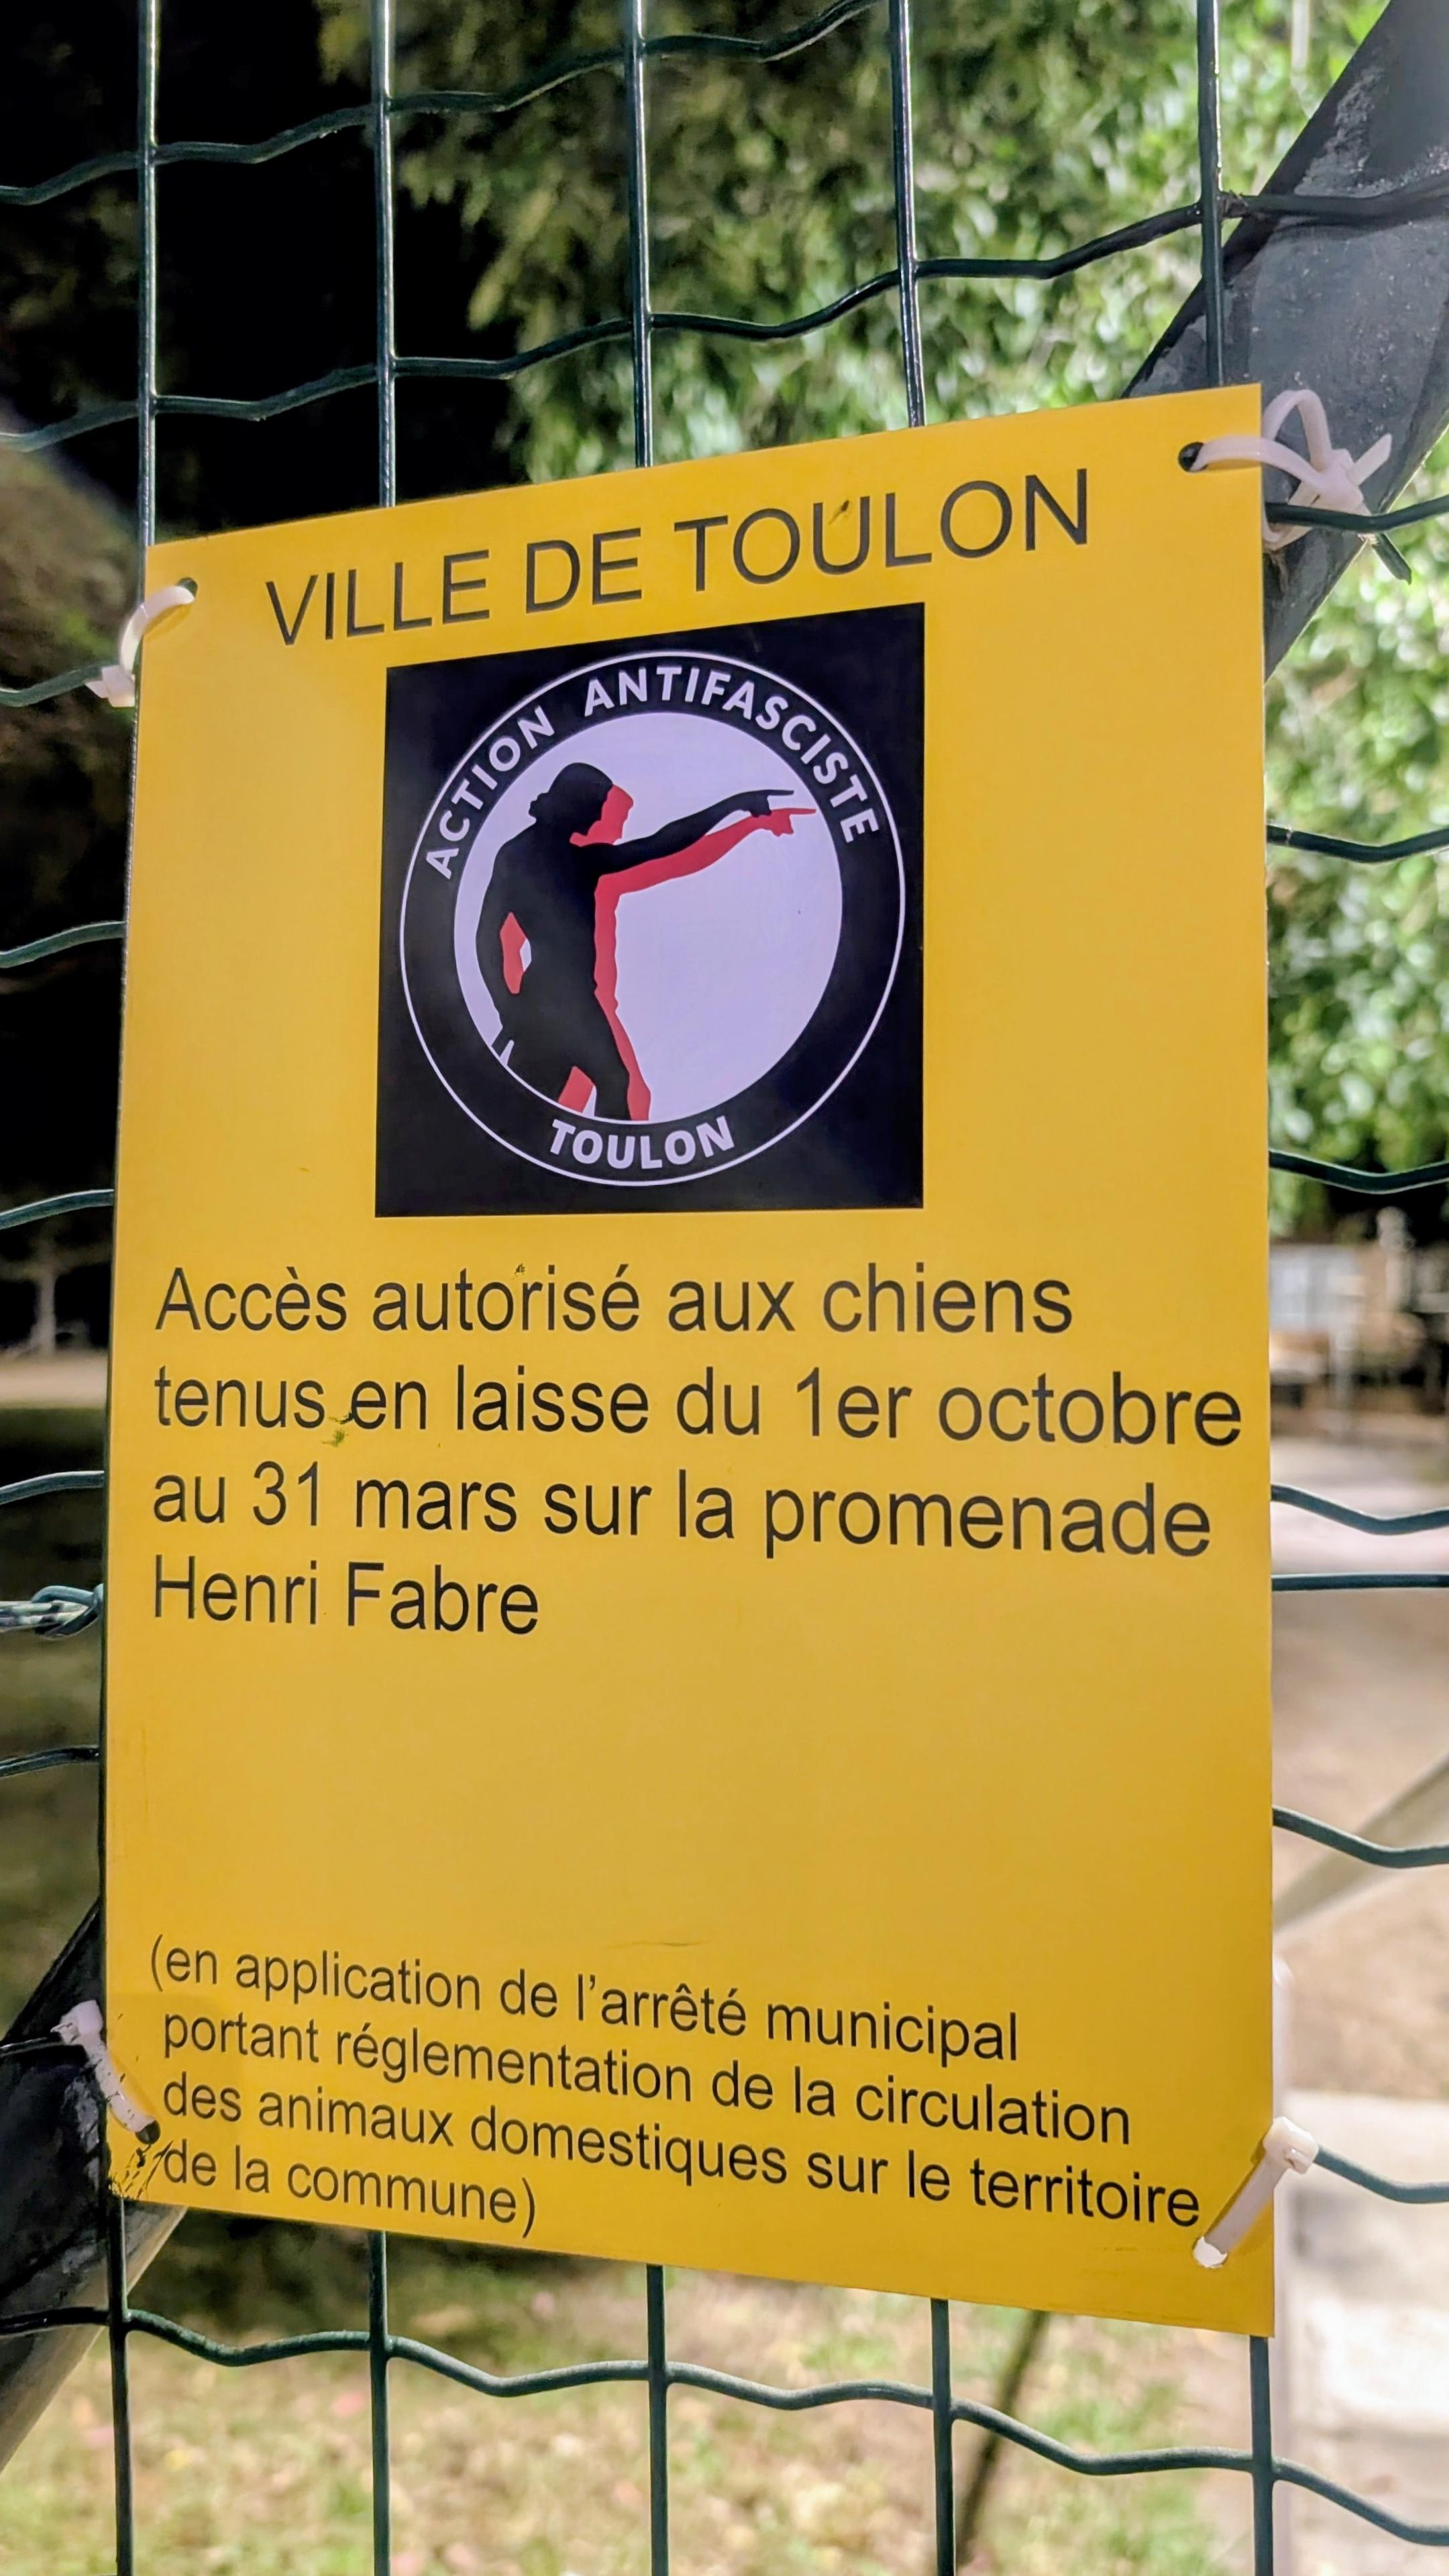 VILLE DE TOULON
ACTION ANTIFASCISTE
TOULON
Accès autorisé aux chiens
tenus en laisse du 1er octobre
au 31 mars sur la promenade
Henri Fabre
(en application de l'arrêté municipal
portant réglementation de la circulation
des animaux domestiques sur le territoire
de la commune)